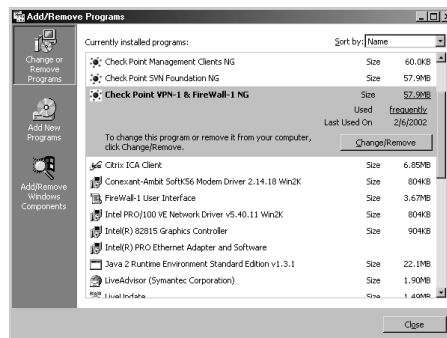 Add/Remove Programs
Change or
Remove
Programs
Add New
Programs
Add/Remove
Windows
Components
Currently installed programs:
Sort by: Name
Check Point Management Clients NG Size 60.0KB
Check Point SVN Foundation NG Size 57.9MB
Check Point VPN-1 & FireWall-1 NG Size 57.9MB
Used frequently
Last Used On 2/6/2002
To change this program or remove it from your computer,
click Change/Remove.
Change/Remove
Citrix ICA Client Size 6.85MB
Conexant-Ambit SoftK56 Modem Driver 2.14.18 Win2K Size 804KB
FireWall-1 User Interface Size 3.67MB
Intel PRO/100 VE Network Driver v5.40.11 Win2K Size 804KB
Intel(R) 82815 Graphics Controller Size 804KB
Intel(R) PRO Ethernet Adapter and Software
Java 2 Runtime Environment Standard Edition v1.3.1 Size 22.1MB
LiveAdvisor (Symantec Corporation) Size 1.90MB
LiveUpdate Size 1.49MB
Close